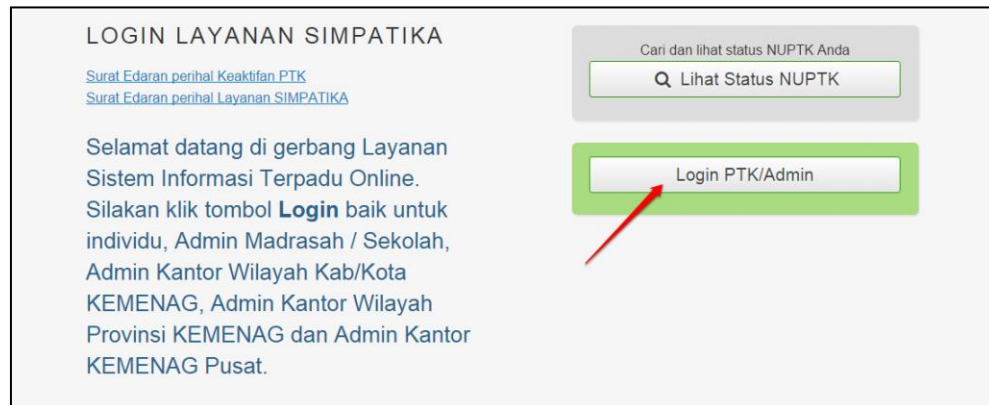 LOGIN LAYANAN SIMPATIKA
Surat Edaran perihal Keaktifan PTK
Surat Edaran perihal Layanan SIMPATIKA
Selamat datang di gerbang Layanan
Sistem Informasi Terpadu Online.
Silakan klik tombol Login baik untuk
individu, Admin Madrasah / Sekolah,
Admin Kantor Wilayah Kab/Kota
KEMENAG, Admin Kantor Wilayah
Provinsi KEMENAG dan Admin Kantor
KEMENAG Pusat.
Cari dan lihat status NUPTK Anda
Lihat Status NUPTK
Login PTK/Admin